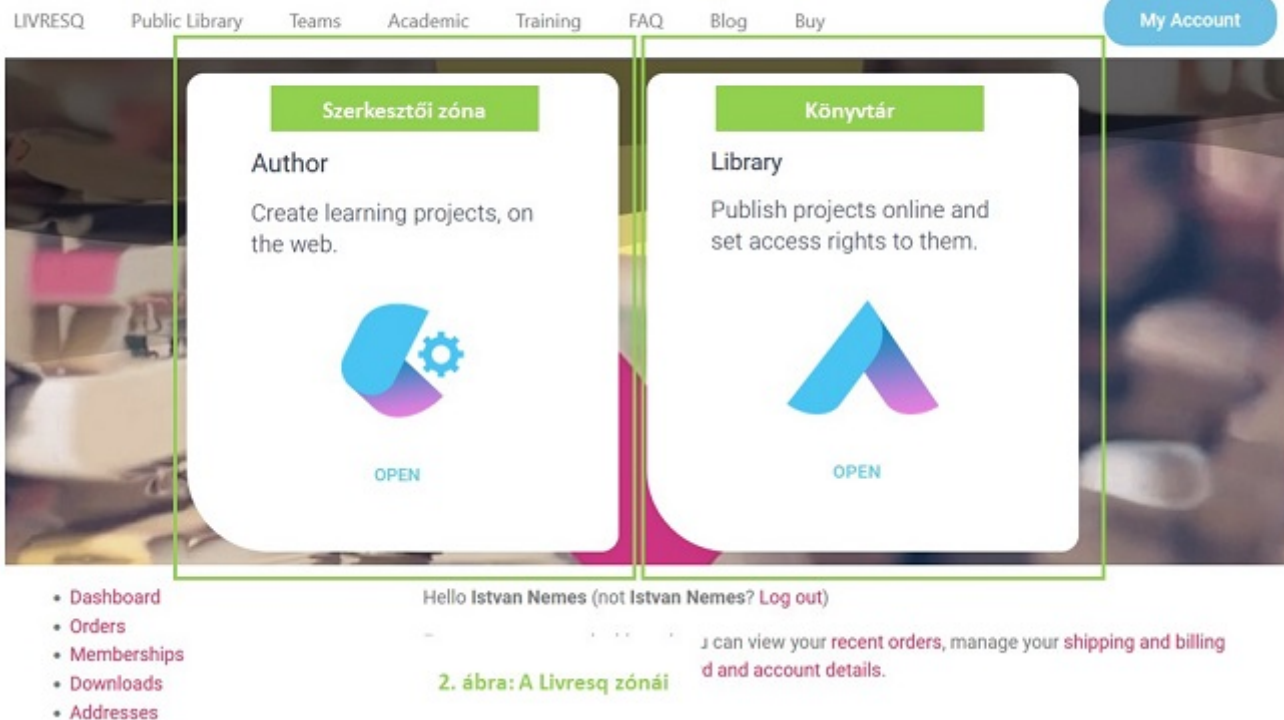 LIVRESQ Public Library Teams Academic Training FAQ Blog Buy My Account
Szerkesztői zóna
Author
Create learning projects, on
the web.
OPEN
Könyvtár
Library
Publish projects online and
set access rights to them.
OPEN
• Dashboard
• Orders
• Memberships
• Downloads
• Addresses
Hello Istvan Nemes (not Istvan Nemes? Log out)
can view your recent orders, manage your shipping and billing
and account details.
2. ábra: A Livresq zónái